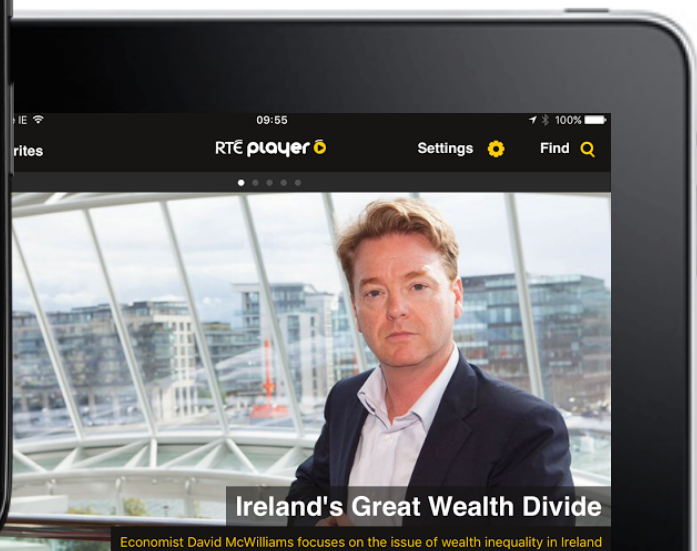 IE 09:55 100%
rites RTÉ player Settings Find
Ireland's Great Wealth Divide
Economist David McWilliams focuses on the issue of wealth inequality in Ireland